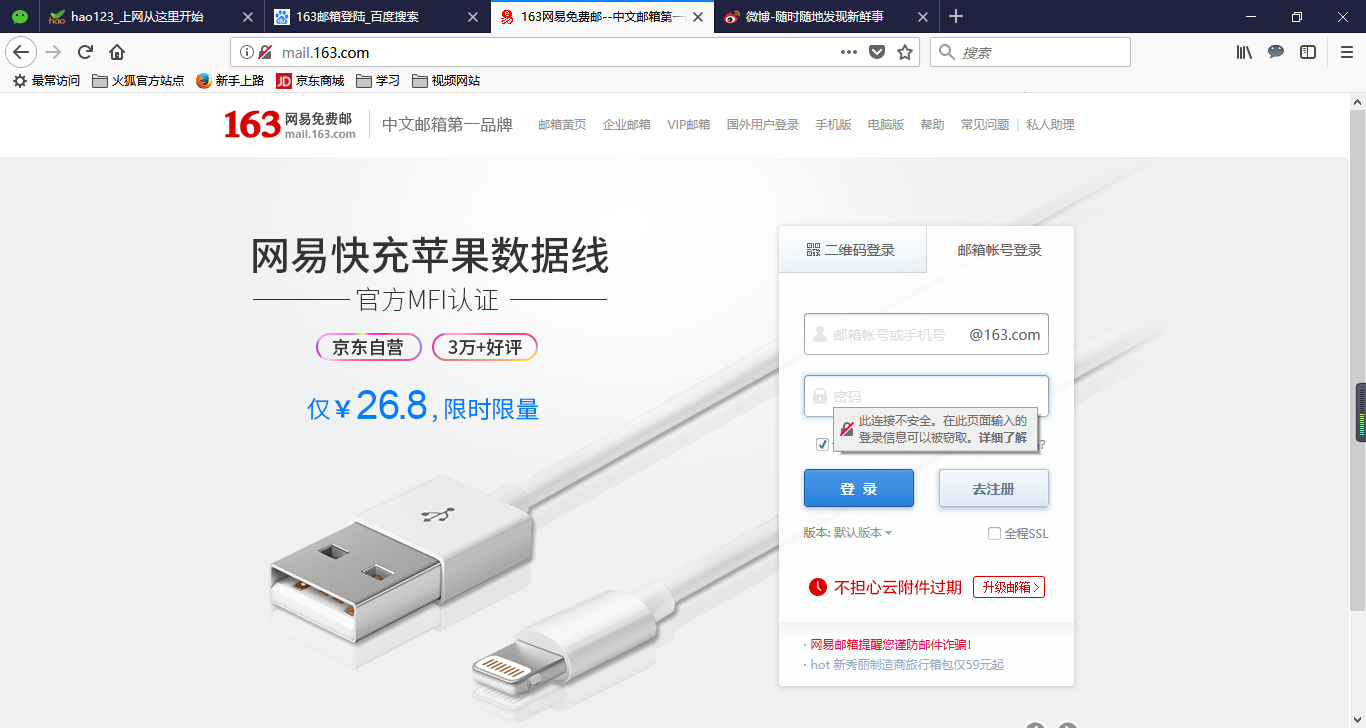 hao123_上网从这里开始
163邮箱登陆_百度搜索
163网易免费邮--中文邮箱第一
微博-随时随地发现新鲜事
mail.163.com
搜索
最常访问
火狐官方站点
新手上路
JD 京东商城
学习
视频网站
163 网易免费邮
mail.163.com
中文邮箱第一品牌
邮箱黄页 企业邮箱 VIP邮箱 国外用户登录 手机版 电脑版 帮助 常见问题 | 私人助理
网易快充苹果数据线
官方MFI认证
京东自营 3万+好评
仅¥26.8, 限时限量
二维码登录
邮箱帐号登录
邮箱帐号或手机号 @163.com
密码
此连接不安全。在此页面输入的
登录信息可以被窃取。详细了解
?
登 录
去注册
版本: 默认版本
全程SSL
不担心云附件过期
升级邮箱>
· 网易邮箱提醒您谨防邮件诈骗!
· hot 新秀丽制造商旅行箱包仅59元起